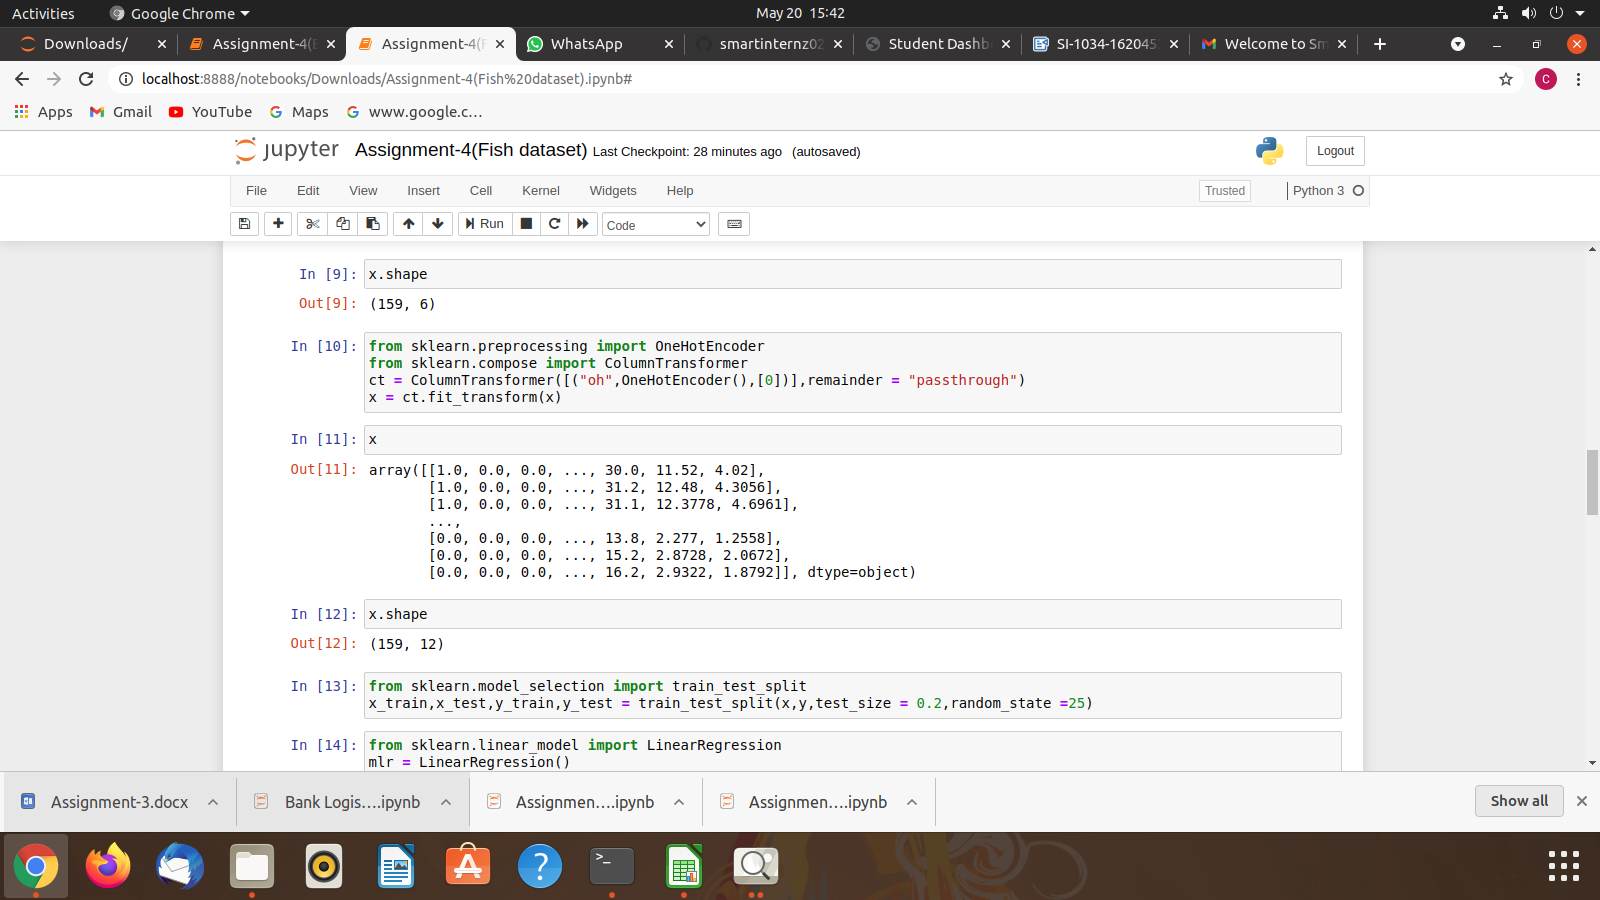 Activities
Google Chrome
May 20 15:42
Downloads/
Assignment-4(E
Assignment-4(F
WhatsApp
smartinternz02
Student Dashb
SI-1034-162045
Welcome to Sm
localhost:8888/notebooks/Downloads/Assignment-4(Fish%20dataset).ipynb#
C
Apps
Gmail
YouTube
Maps
www.google.c...
jupyter
Assignment-4(Fish dataset)
Last Checkpoint: 28 minutes ago (autosaved)
Logout
File
Edit
View
Insert
Cell
Kernel
Widgets
Help
Trusted
Python 3
Run
Code
In [9]:
x.shape
Out[9]:
(159, 6)
In [10]:
from sklearn.preprocessing import OneHotEncoder
from sklearn.compose import ColumnTransformer
ct = ColumnTransformer([("oh",OneHotEncoder(),[0])],remainder = "passthrough")
x = ct.fit_transform(x)
In [11]:
x
Out[11]:
array([[1.0, 0.0, 0.0, ..., 30.0, 11.52, 4.02],
[1.0, 0.0, 0.0, ..., 31.2, 12.48, 4.3056],
[1.0, 0.0, 0.0, ..., 31.1, 12.3778, 4.6961],
...,
[0.0, 0.0, 0.0, ..., 13.8, 2.277, 1.2558],
[0.0, 0.0, 0.0, ..., 15.2, 2.8728, 2.0672],
[0.0, 0.0, 0.0, ..., 16.2, 2.9322, 1.8792]], dtype=object)
In [12]:
x.shape
Out[12]:
(159, 12)
In [13]:
from sklearn.model_selection import train_test_split
x_train,x_test,y_train,y_test = train_test_split(x,y,test_size = 0.2,random_state =25)
In [14]:
from sklearn.linear_model import LinearRegression
mlr = LinearRegression()
Assignment-3.docx
Bank Logis....ipynb
Assignmen....ipynb
Assignmen....ipynb
Show all